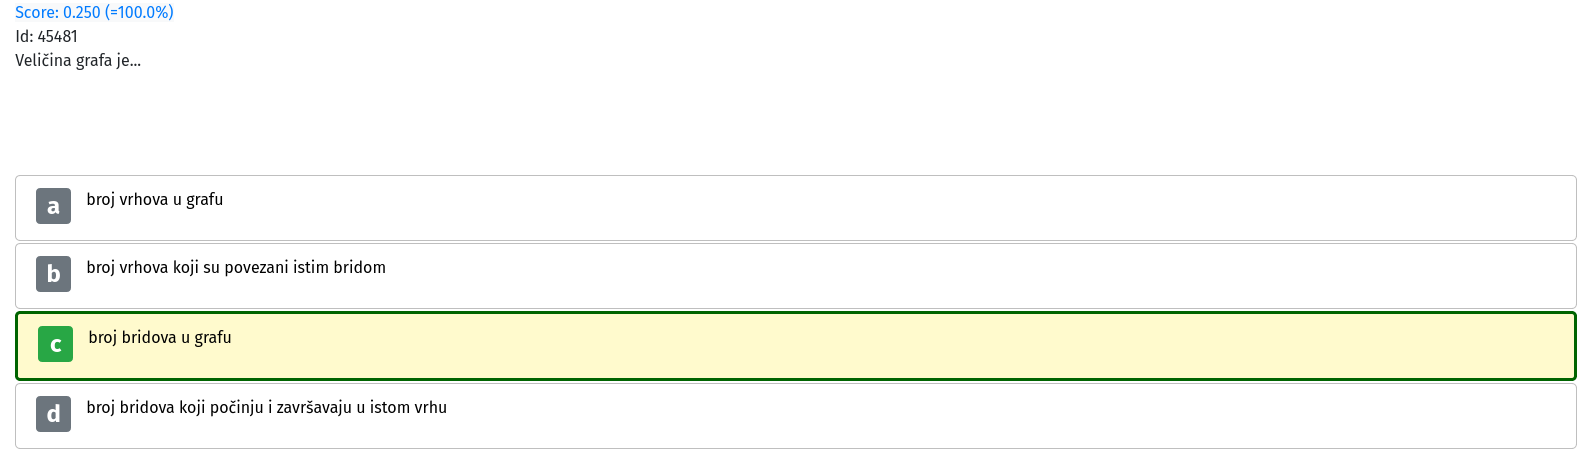 Score: 0.250 (=100.0%)
Id: 45481
Veličina grafa je...
a broj vrhova u grafu
b broj vrhova koji su povezani istim bridom
c broj bridova u grafu
d broj bridova koji počinju i završavaju u istom vrhu